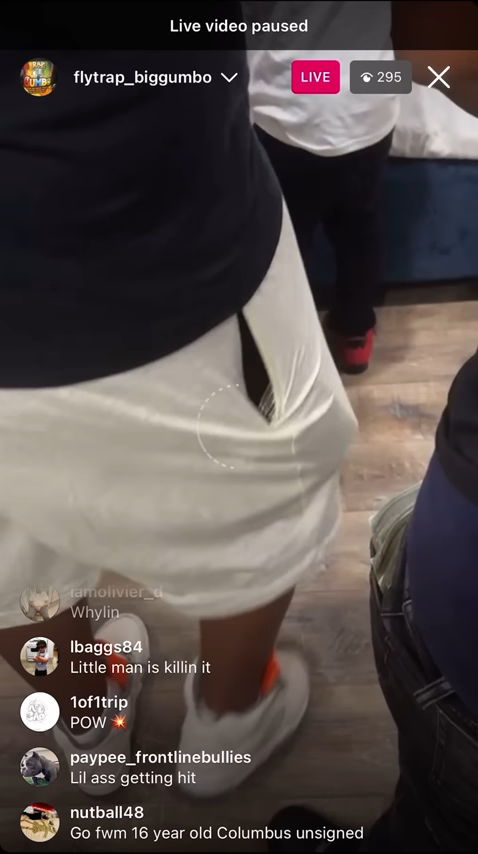 Live video paused
flytrap_biggumbo
LIVE
295
iamolivier_d
Whylin
lbaggs84
Little man is killin it
1of1trip
POW 💥
paypee_frontlinebullies
Lil ass getting hit
nutball48
Go fwm 16 year old Columbus unsigned